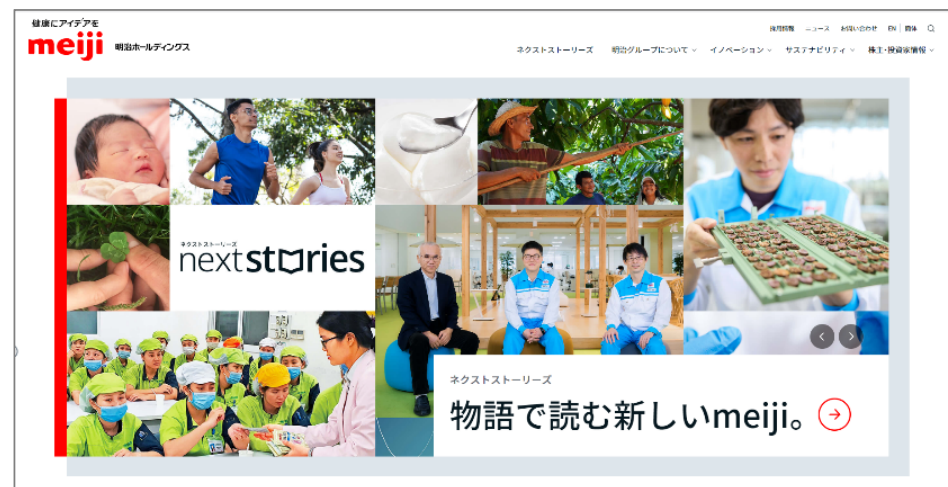 健康にアイデアを
meiji 明治ホールディングス
採用情報 ニュース お問い合わせ EN 简体
ネクストストーリーズ 明治グループについて イノベーション サステナビリティ 株主・投資家情報
ネクストストーリーズ
next stories
ネクストストーリーズ
物語で読む新しいmeiji。